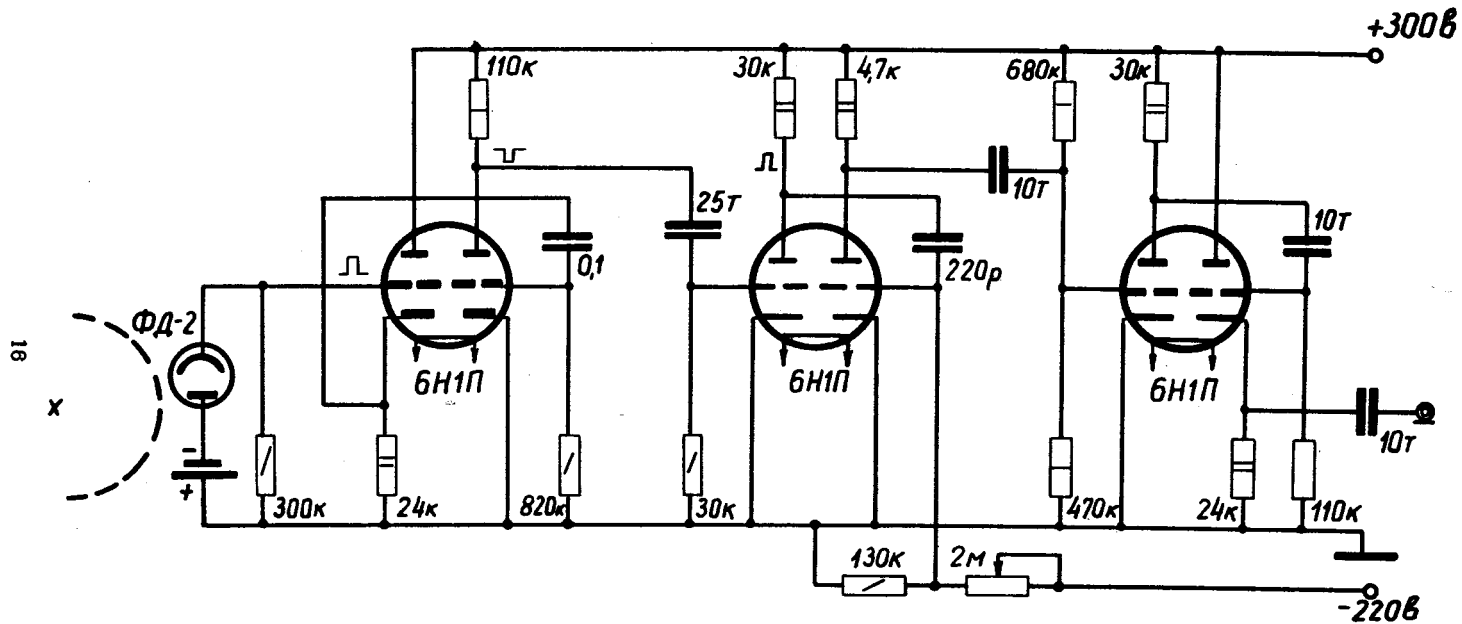 +300в
110к
30к
4,7к
680к
30к
10т
25т
10т
0,1
220р
ФД-2
18
х
6Н1П
6Н1П
6Н1П
10т
-
+
300к
24к
820к
30к
470к
24к
110к
130к
2м
-220в